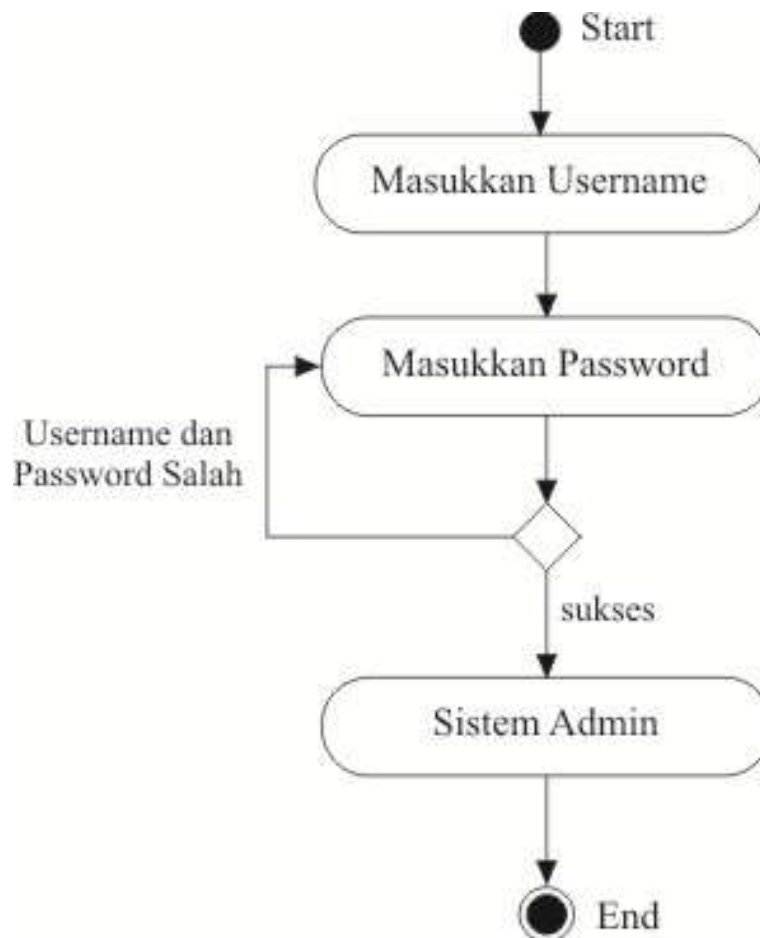 Start
Masukkan Username
Masukkan Password
Username dan
Password Salah
sukses
Sistem Admin
End